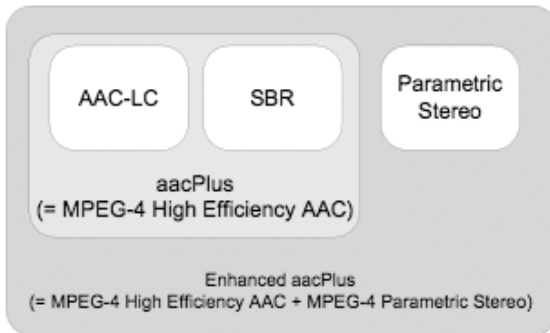 AAC-LC
SBR
Parametric
Stereo
aacPlus
(= MPEG-4 High Efficiency AAC)
Enhanced aacPlus
(= MPEG-4 High Efficiency AAC + MPEG-4 Parametric Stereo)